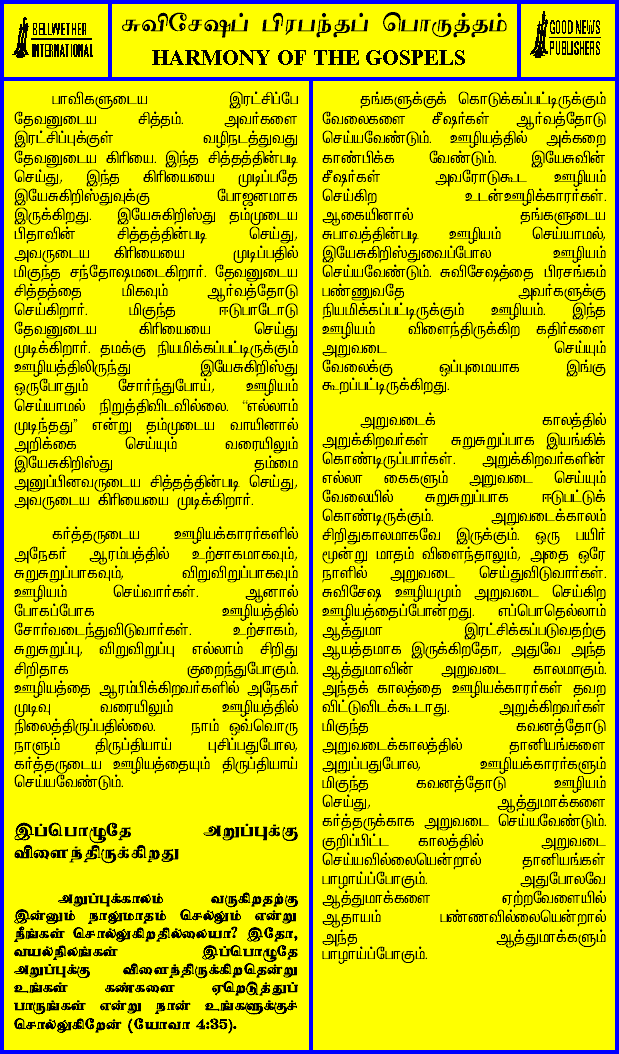 BELLWETHER
INTERNATIONAL
சுவிசேஷப் பிரபந்தப் பொருத்தம்
HARMONY OF THE GOSPELS
GOOD NEWS
PUBLISHERS
பாவிகளுடைய இரட்சிப்பே
தேவனுடைய சித்தம். அவர்களை
இரட்சிப்புக்குள் வழிநடத்துவது
தேவனுடைய கிரியை. இந்த சித்தத்தின்படி
செய்து, இந்த கிரியையை முடிப்பதே
இயேசுகிறிஸ்துவுக்கு போஜனமாக
இருக்கிறது. இயேசுகிறிஸ்து தம்முடைய
பிதாவின் சித்தத்தின்படி செய்து,
அவருடைய கிரியையை முடிப்பதில்
மிகுந்த சந்தோஷமடைகிறார். தேவனுடைய
சித்தத்தை மிகவும் ஆர்வத்தோடு
செய்கிறார். மிகுந்த ஈடுபாடோடு
தேவனுடைய கிரியையை செய்து
முடிக்கிறார். தமக்கு நியமிக்கப்பட்டிருக்கும்
ஊழியத்திலிருந்து இயேசுகிறிஸ்து
ஒருபோதும் சோர்ந்துபோய், ஊழியம்
செய்யாமல் நிறுத்திவிடவில்லை. “எல்லாம்
முடிந்தது” என்று தம்முடைய வாயினால்
அறிக்கை செய்யும் வரையிலும்
இயேசுகிறிஸ்து தம்மை
அனுப்பினவருடைய சித்தத்தின்படி செய்து,
அவருடைய கிரியையை முடிக்கிறார்.
கர்த்தருடைய ஊழியக்காரர்களில்
அநேகர் ஆரம்பத்தில் உற்சாகமாகவும்,
சுறுசுறுப்பாகவும், விறுவிறுப்பாகவும்
ஊழியம் செய்வார்கள். ஆனால்
போகப்போக ஊழியத்தில்
சோர்வடைந்துவிடுவார்கள். உற்சாகம்,
சுறுசுறுப்பு, விறுவிறுப்பு எல்லாம் சிறிது
சிறிதாக குறைந்துபோகும்.
ஊழியத்தை ஆரம்பிக்கிறவர்களில் அநேகர்
முடிவு வரையிலும் ஊழியத்தில்
நிலைத்திருப்பதில்லை. நாம் ஒவ்வொரு
நாளும் திருப்தியாய் புசிப்பதுபோல,
கர்த்தருடைய ஊழியத்தையும் திருப்தியாய்
செய்யவேண்டும்.
இப்பொழுதே அறுப்புக்கு
விளைந்திருக்கிறது
அறுப்புக்காலம் வருகிறதற்கு
இன்னும் நாலுமாதம் செல்லும் என்று
நீங்கள் சொல்லுகிறதில்லையா? இதோ,
வயல்நிலங்கள் இப்பொழுதே
அறுப்புக்கு விளைந்திருக்கிறதென்று
உங்கள் கண்களை ஏறெடுத்துப்
பாருங்கள் என்று நான் உங்களுக்குச்
சொல்லுகிறேன் (யோவா 4:35).
தங்களுக்குக் கொடுக்கப்பட்டிருக்கும்
வேலைகளை சீஷர்கள் ஆர்வத்தோடு
செய்யவேண்டும். ஊழியத்தில் அக்கறை
காண்பிக்க வேண்டும். இயேசுவின்
சீஷர்கள் அவரோடுகூட ஊழியம்
செய்கிற உடன்ஊழிக்காரர்கள்.
ஆகையினால் தங்களுடைய
சுபாவத்தின்படி ஊழியம் செய்யாமல்,
இயேசுகிறிஸ்துவைப்போல ஊழியம்
செய்யவேண்டும். சுவிசேஷத்தை பிரசங்கம்
பண்ணுவதே அவர்களுக்கு
நியமிக்கப்பட்டிருக்கும் ஊழியம். இந்த
ஊழியம் விளைந்திருக்கிற கதிர்களை
அறுவடை செய்யும்
வேலைக்கு ஒப்புமையாக இங்கு
கூறப்பட்டிருக்கிறது.
அறுவடைக் காலத்தில்
அறுக்கிறவர்கள் சுறுசுறுப்பாக இயங்கிக்
கொண்டிருப்பார்கள். அறுக்கிறவர்களின்
எல்லா கைகளும் அறுவடை செய்யும்
வேலையில் சுறுசுறுப்பாக ஈடுபட்டுக்
கொண்டிருக்கும். அறுவடைக்காலம்
சிறிதுகாலமாகவே இருக்கும். ஒரு பயிர்
மூன்று மாதம் விளைந்தாலும், அதை ஒரே
நாளில் அறுவடை செய்துவிடுவார்கள்.
சுவிசேஷ ஊழியமும் அறுவடை செய்கிற
ஊழியத்தைப்போன்றது. எப்பொதெல்லாம்
ஆத்துமா இரட்சிக்கப்படுவதற்கு
ஆயத்தமாக இருக்கிறதோ, அதுவே அந்த
ஆத்துமாவின் அறுவடை காலமாகும்.
அந்தக் காலத்தை ஊழியக்காரர்கள் தவற
விட்டுவிடக்கூடாது. அறுக்கிறவர்கள்
மிகுந்த கவனத்தோடு
அறுவடைக்காலத்தில் தானியங்களை
அறுப்பதுபோல, ஊழியக்காரர்களும்
மிகுந்த கவனத்தோடு ஊழியம்
செய்து, ஆத்துமாக்களை
கர்த்தருக்காக அறுவடை செய்யவேண்டும்.
குறிப்பிட்ட காலத்தில் அறுவடை
செய்யவில்லையென்றால் தானியங்கள்
பாழாய்ப்போகும். அதுபோலவே
ஆத்துமாக்களை ஏற்றவேளையில்
ஆதாயம் பண்ணவில்லையென்றால்
அந்த ஆத்துமாக்களும்
பாழாய்ப்போகும்.